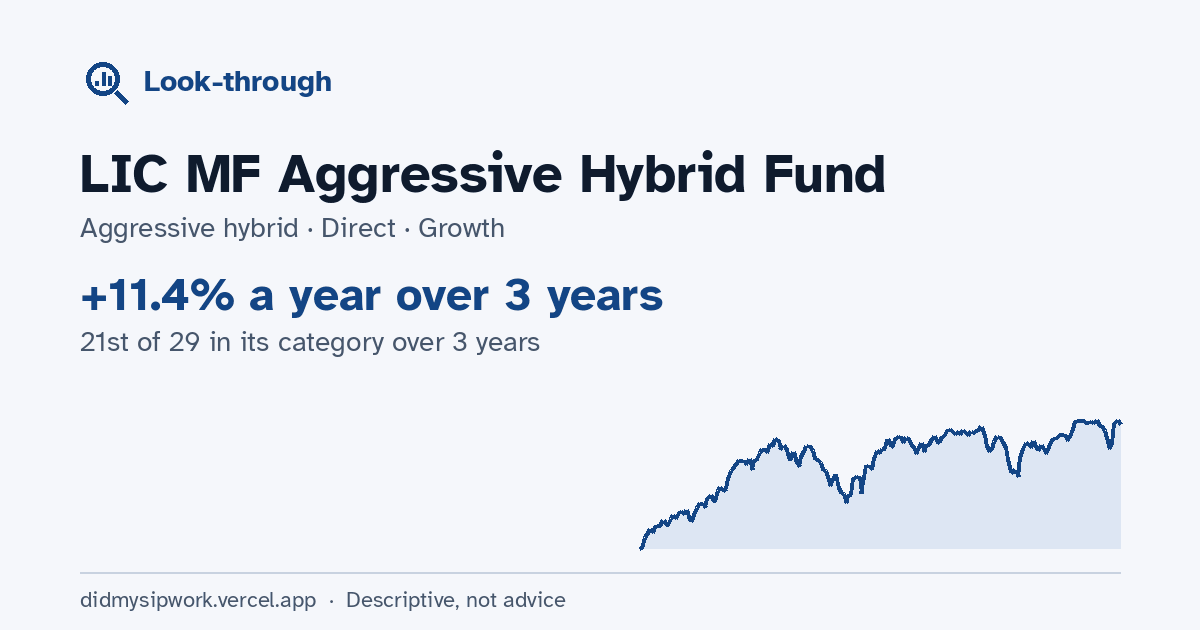 Look-through
LIC MF Aggressive Hybrid Fund
Aggressive hybrid · Direct · Growth
+11.4% a year over 3 years
21st of 29 in its category over 3 years
didmysipwork.vercel.app · Descriptive, not advice